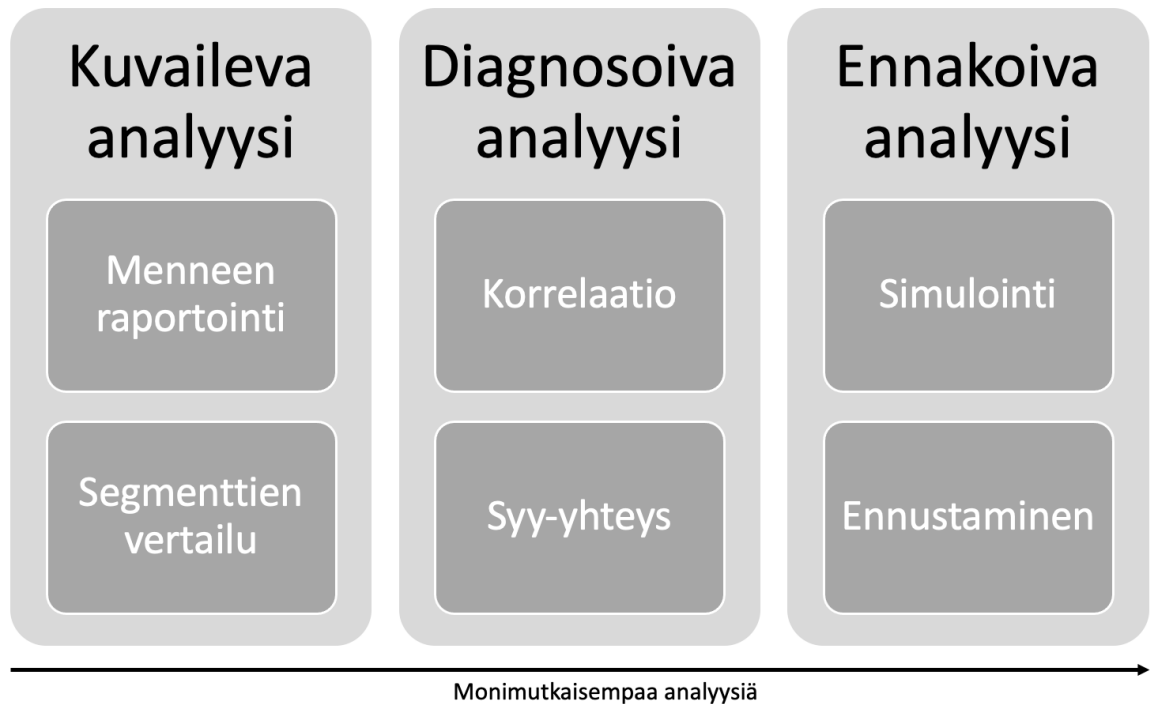 Kuvaileva
analyysi
Menneen
raportointi
Segmenttien
vertailu
Diagnosoiva
analyysi
Korrelaatio
Syy-yhteys
Ennakoiva
analyysi
Simulointi
Ennustaminen
Monimutkaisempaa analyysiä